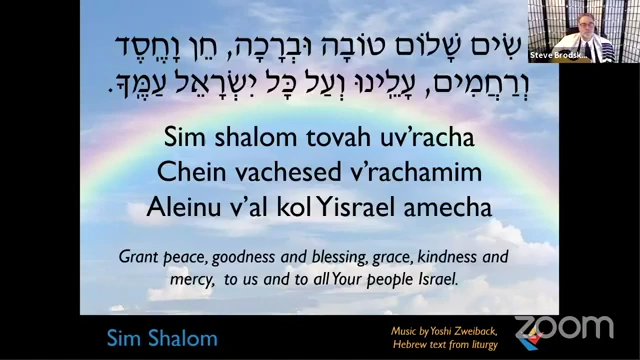 שִׂים שָׁלוֹם טוֹבָה וּבְרָכָה, חֵן וָחֶֽסֶד
וְרַחֲמִים, עָלֵֽינוּ וְעַל כָּל יִשְׂרָאֵל עַמֶּֽךָ.
Sim shalom tovah uv’racha
Chein vachesed v’rachamim
Aleinu v’al kol Yisrael amecha
Grant peace, goodness and blessing, grace, kindness and
mercy, to us and to all Your people Israel.
Sim Shalom
Music by Yoshi Zweiback,
Hebrew text from liturgy
Steve Brodsk...
zoom